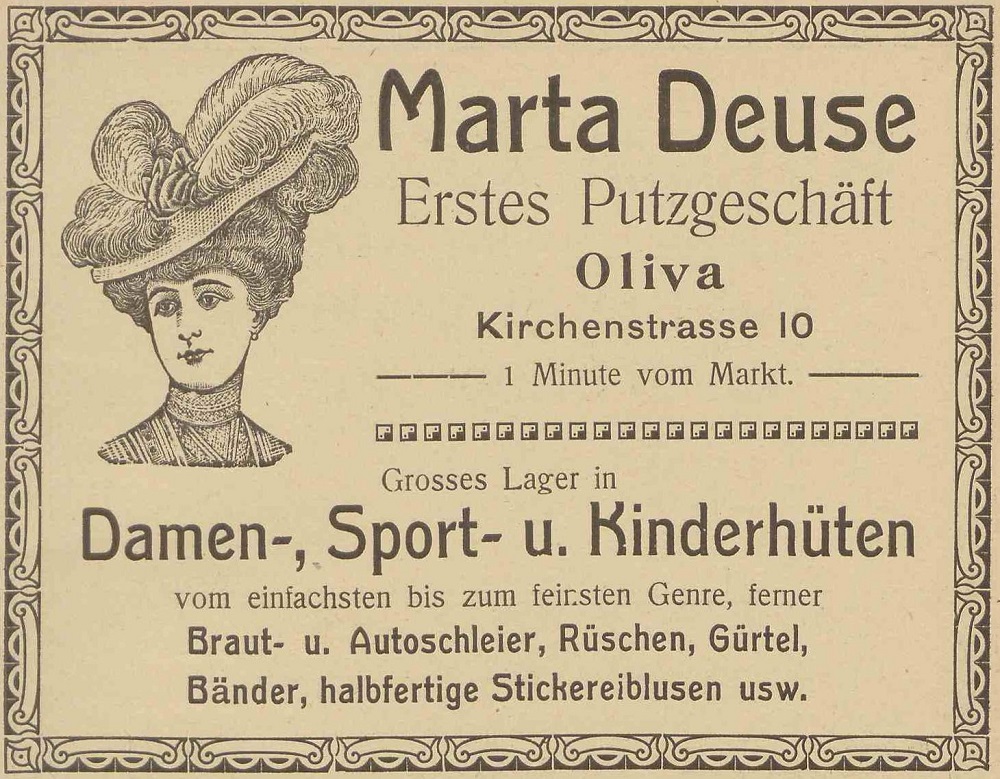 Marta Deuse
Erstes Putzgeschäft
Oliva
Kirchenstrasse 10
1 Minute vom Markt.
Grosses Lager in
Damen-, Sport- u. Kinderhüten
vom einfachsten bis zum feinsten Genre, ferner
Braut- u. Autoschleier, Rüschen, Gürtel,
Bänder, halbfertige Stickereiblusen usw.